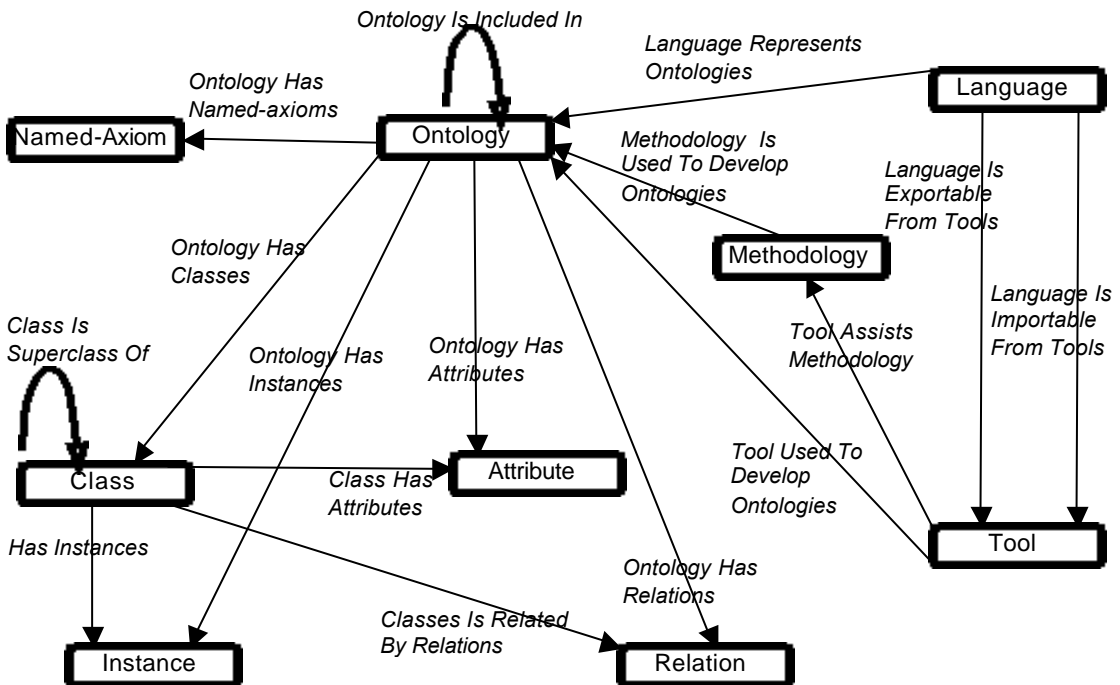 Ontology Is Included In
Language Represents
Ontologies
Ontology Has
Named-axioms
Language
Named-Axiom
Ontology
Methodology Is
Used To Develop
Ontologies
Language Is
Exportable
From Tools
Ontology Has
Classes
Methodology
Language Is
Importable
From Tools
Class Is
Superclass Of
Ontology Has
Instances
Ontology Has
Attributes
Tool Assists
Methodology
Class
Attribute
Class Has
Attributes
Tool Used To
Develop
Ontologies
Has Instances
Tool
Ontology Has
Relations
Classes Is Related
By Relations
Instance
Relation